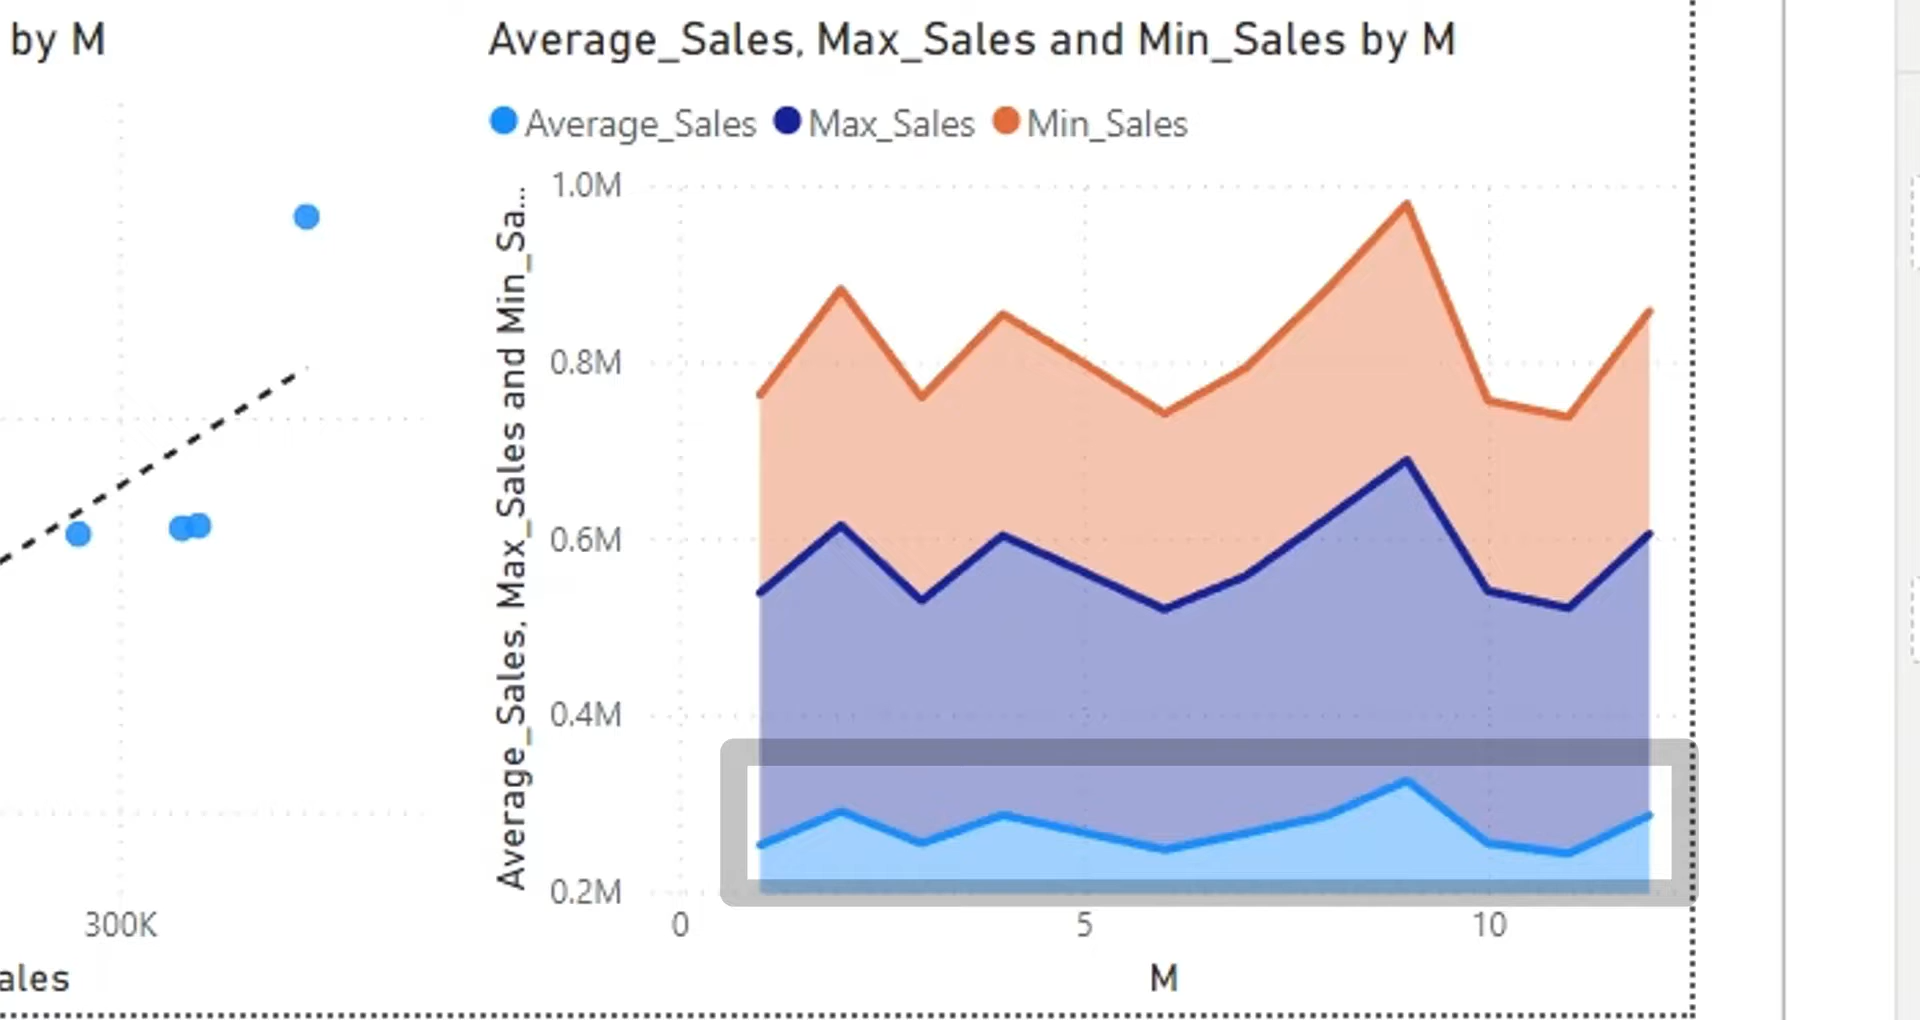 by M
300K
ales
Average_Sales, Max_Sales and Min_Sales by M
Average_Sales Max_Sales Min_Sales
Average_Sales, Max_Sales and Min_Sa...
1.0M
0.8M
0.6M
0.4M
0.2M
0 5 10
M